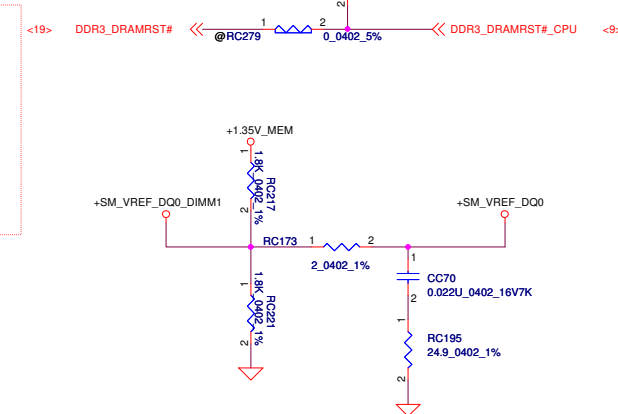 2
<19> DDR3_DRAMRST# 1 2 DDR3_DRAMRST#_CPU <9>
@RC279 0_0402_5%
+1.35V_MEM
1
1.8K_0402_1%
RC217
2
+SM_VREF_DQ0_DIMM1
+SM_VREF_DQ0
RC173 1 2
2_0402_1%
1
1.8K_0402_1%
RC221
2
1
CC70
0.022U_0402_16V7K
2
1
RC195
24.9_0402_1%
2